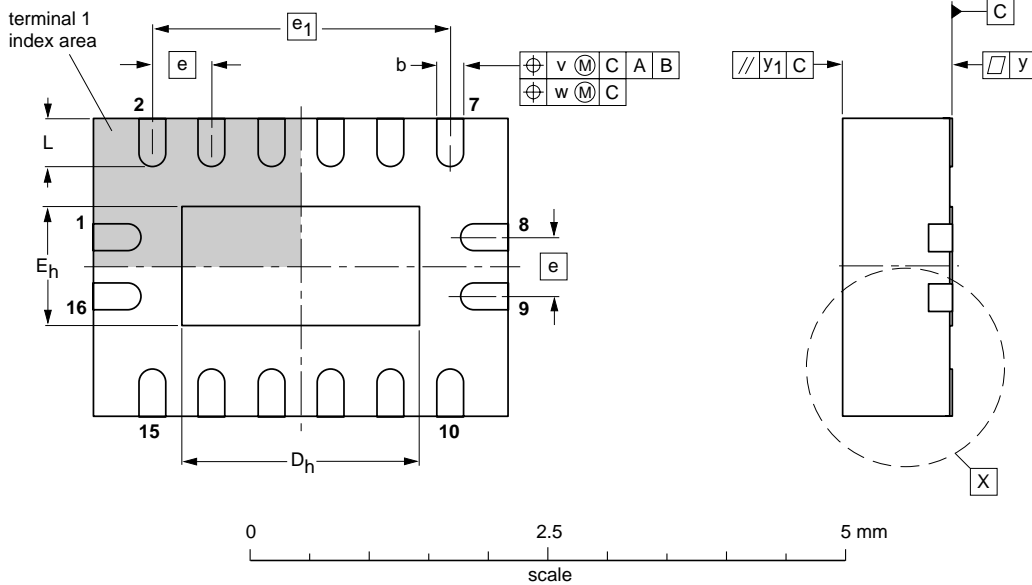 terminal 1
index area
e1
C
e
b
⌖ v Ⓜ C A B
⌖ w Ⓜ C
// y1 C
⏥ y
2
7
L
1
8
Eh
e
16
9
15
10
Dh
X
0
2.5
5 mm
scale